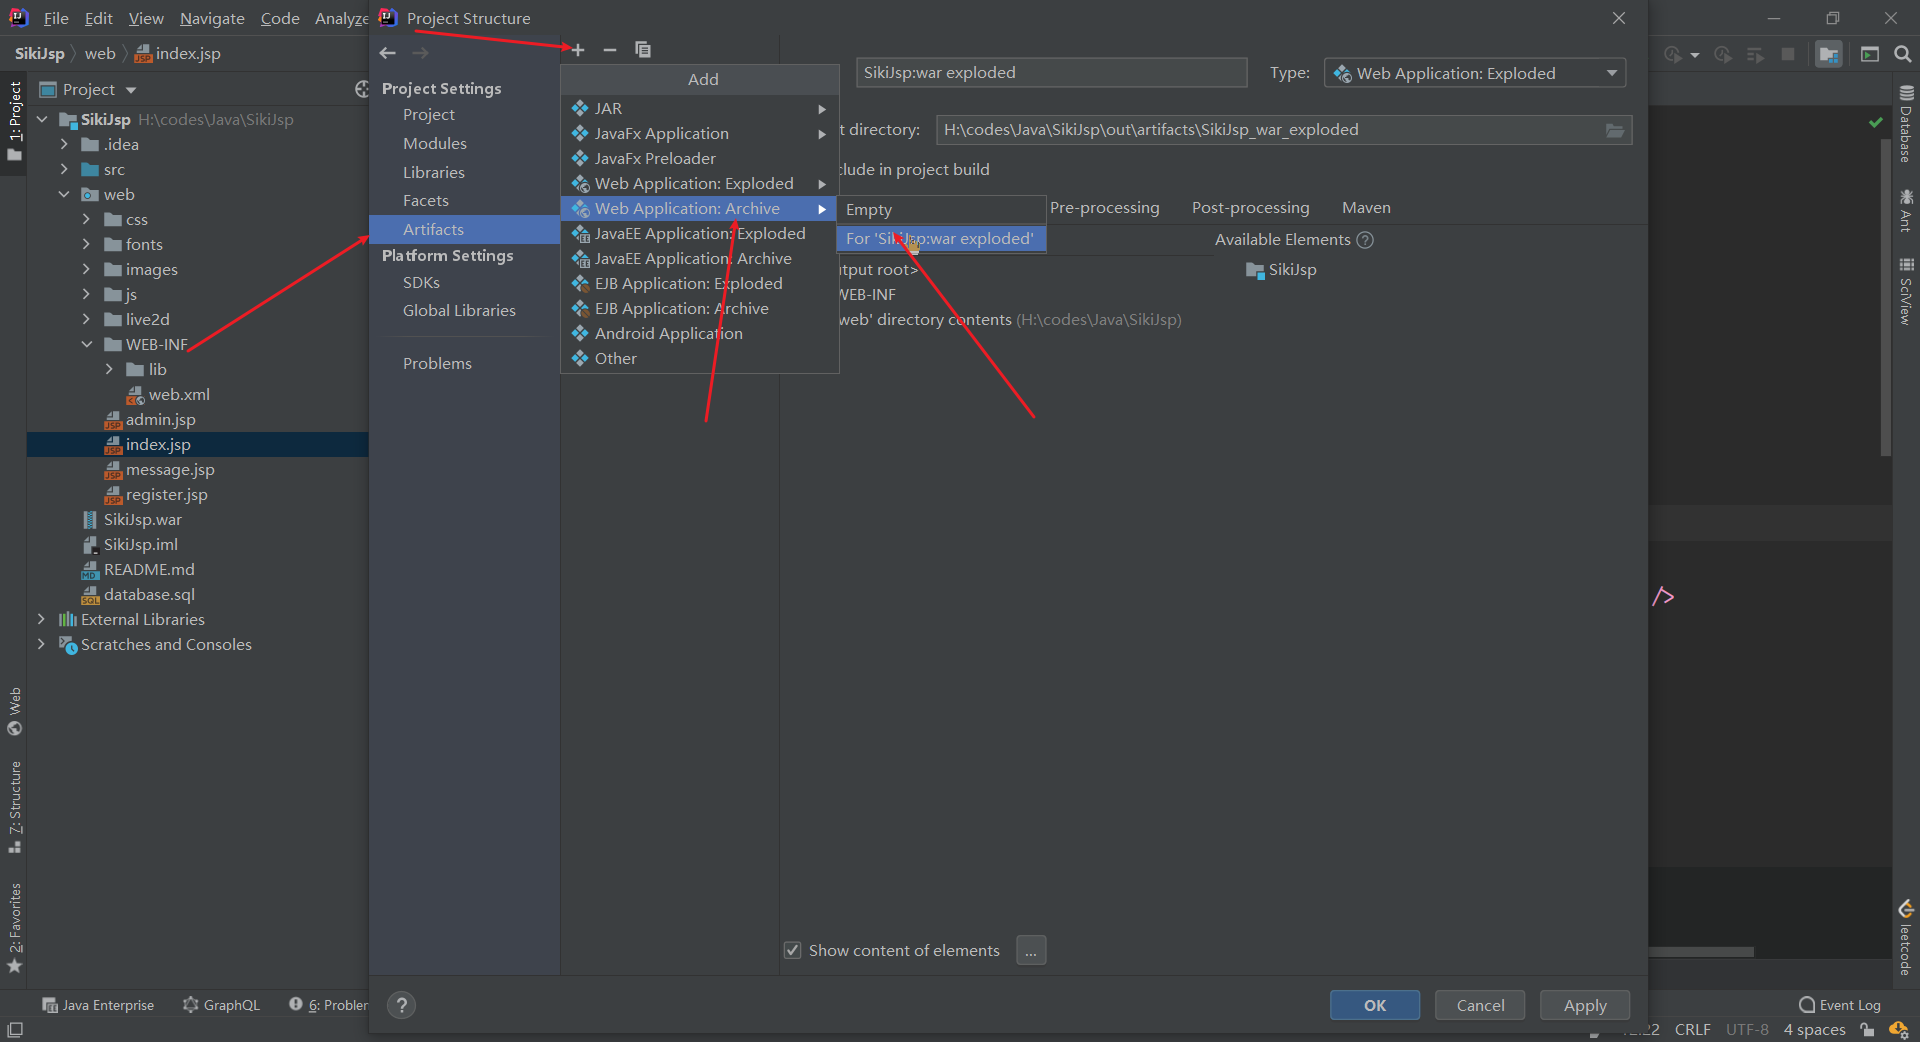 File Edit View Navigate Code Analyze
Project Structure
SikiJsp web index.jsp
1: Project
Project
SikiJsp H:\codes\Java\SikiJsp
.idea
src
web
css
fonts
images
js
live2d
WEB-INF
lib
web.xml
admin.jsp
index.jsp
message.jsp
register.jsp
SikiJsp.war
SikiJsp.iml
README.md
database.sql
External Libraries
Scratches and Consoles
Web
7: Structure
2: Favorites
Project Settings
Project
Modules
Libraries
Facets
Artifacts
Platform Settings
SDKs
Global Libraries
Problems
Add
JAR
JavaFx Application
JavaFx Preloader
Web Application: Exploded
Web Application: Archive
JavaEE Application: Exploded
JavaEE Application: Archive
EJB Application: Exploded
EJB Application: Archive
Android Application
Other
Empty
For 'SikiJsp:war exploded'
SikiJsp:war exploded
Type: Web Application: Exploded
t directory: H:\codes\Java\SikiJsp\out\artifacts\SikiJsp_war_exploded
clude in project build
Pre-processing Post-processing Maven
Available Elements ?
tput root>
SikiJsp
WEB-INF
web' directory contents (H:\codes\Java\SikiJsp)
Show content of elements ...
? OK Cancel Apply
/>
Database
Ant
SciView
leetcode
Java Enterprise GraphQL 6: Problem
Event Log
CRLF UTF-8 4 spaces